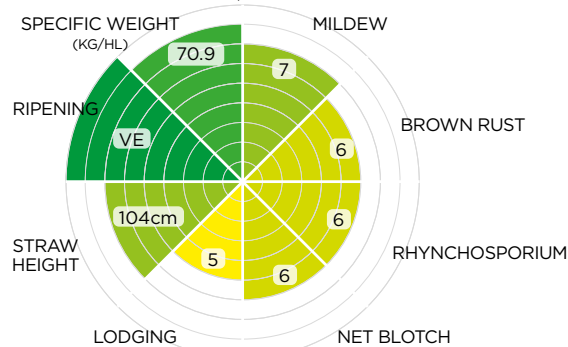 SPECIFIC WEIGHT
(KG/HL)
MILDEW
70.9
7
RIPENING
BROWN RUST
VE
6
104cm
6
STRAW
HEIGHT
RHYNCHOSPORIUM
5
6
LODGING
NET BLOTCH